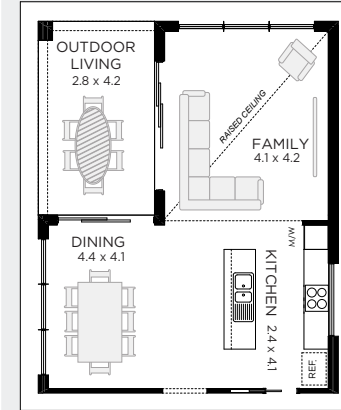 OUTDOOR
LIVING
2.8 x 4.2
RAISED CEILING
FAMILY
4.1 x 4.2
DINING
4.4 x 4.1
M/W
KITCHEN 2.4 x 4.1
REF.